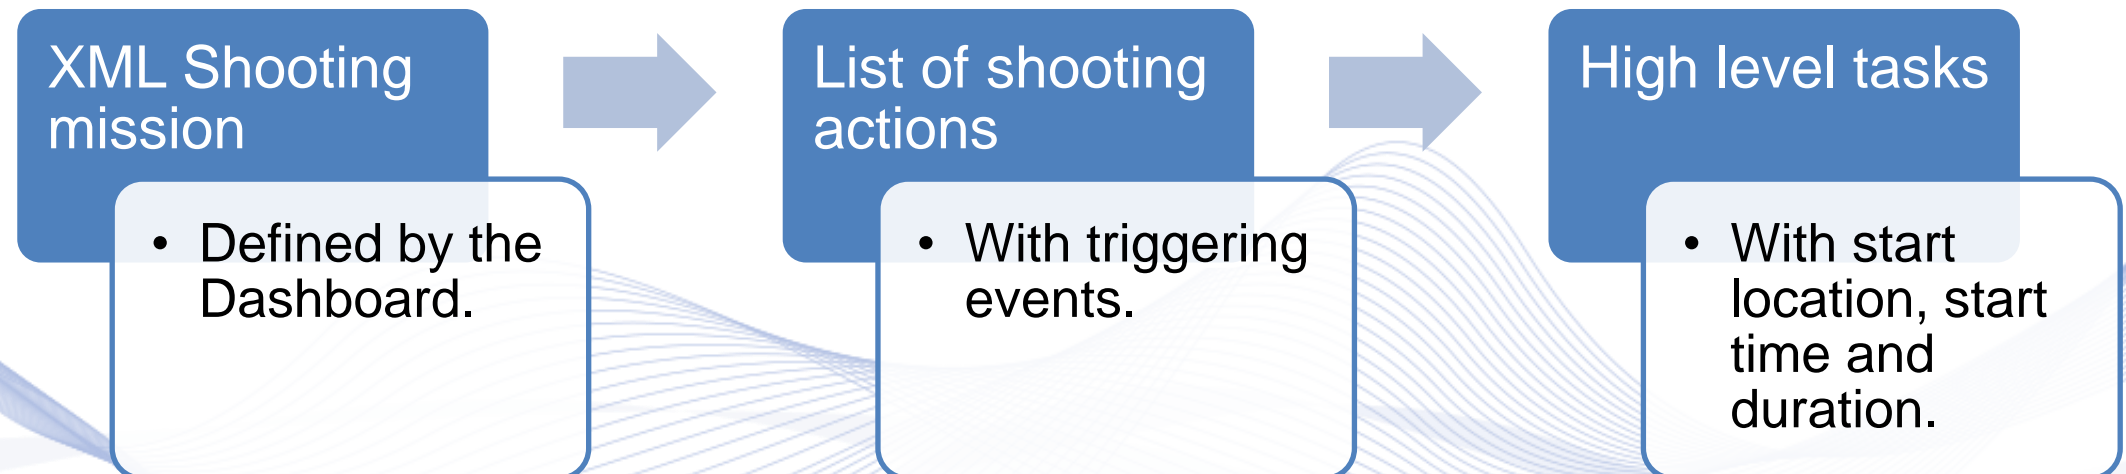 XML Shooting
mission
• Defined by the
Dashboard.
List of shooting
actions
• With triggering
events.
High level tasks
• With start
location, start
time and
duration.